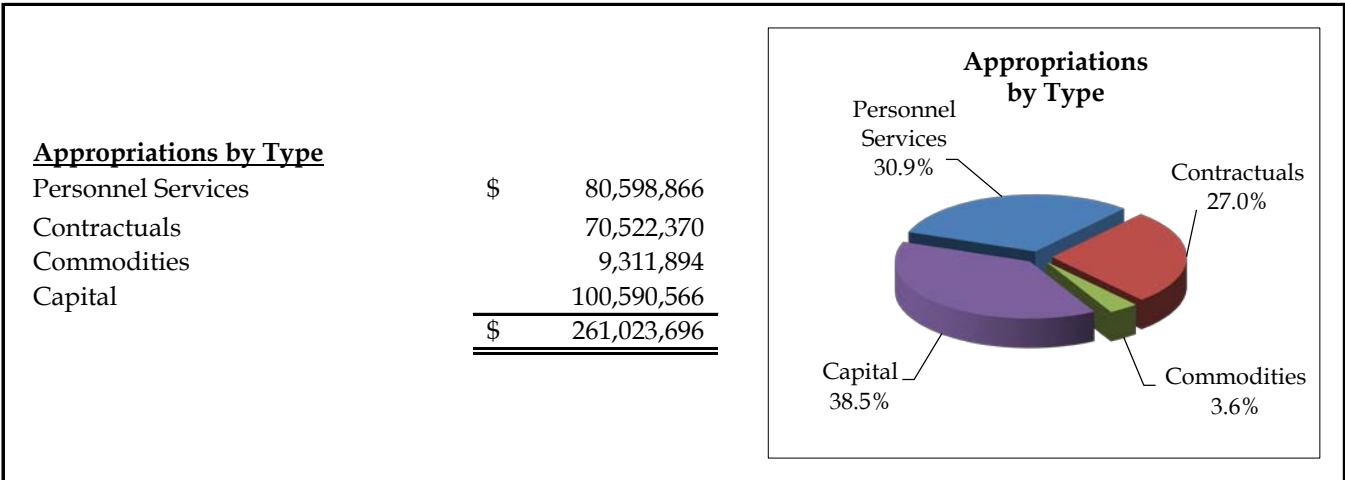 Appropriations by Type
Personnel Services $ 80,598,866
Contractuals 70,522,370
Commodities 9,311,894
Capital 100,590,566
$ 261,023,696
Appropriations
by Type
Personnel
Services
30.9%
Contractuals
27.0%
Capital
38.5%
Commodities
3.6%